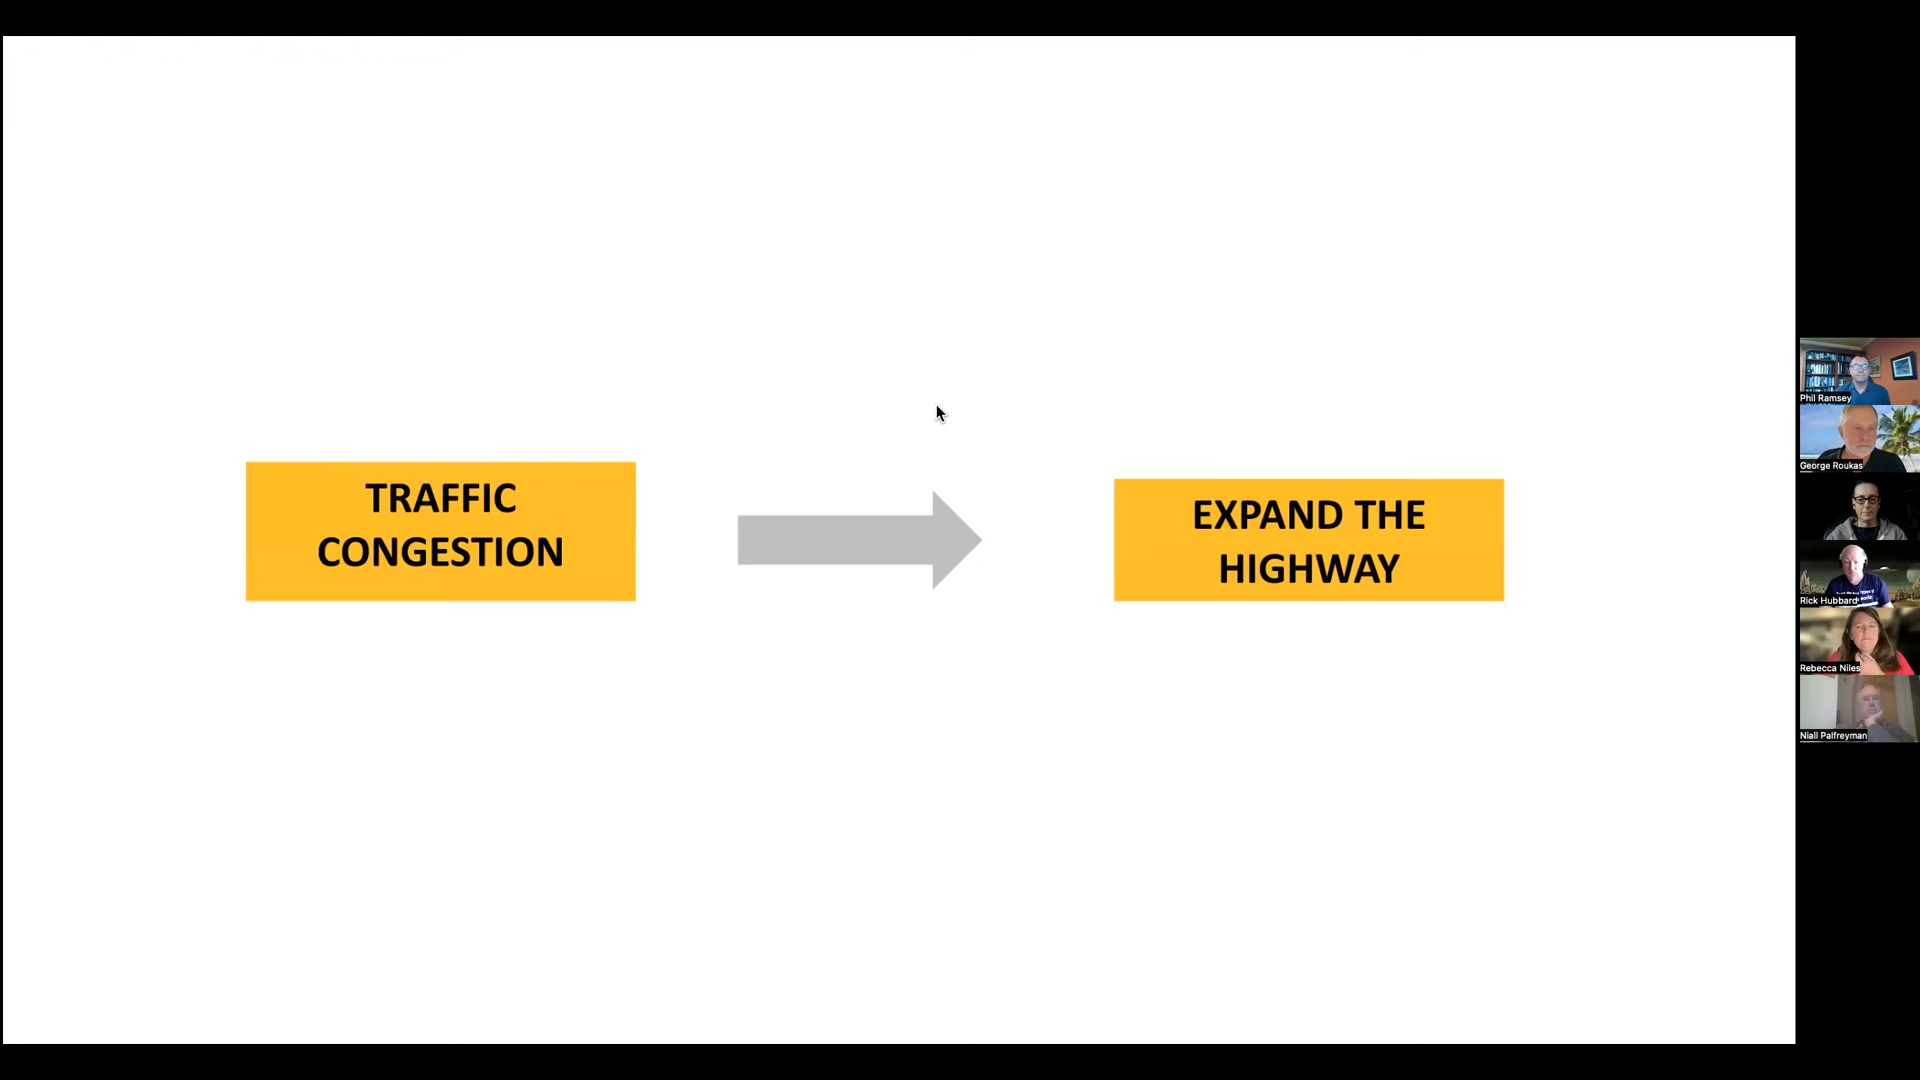 TRAFFIC
CONGESTION
EXPAND THE
HIGHWAY
Phil Ramsey
George Roukas
Rick Hubbard
Rebecca Niles
Niall Palfreyman